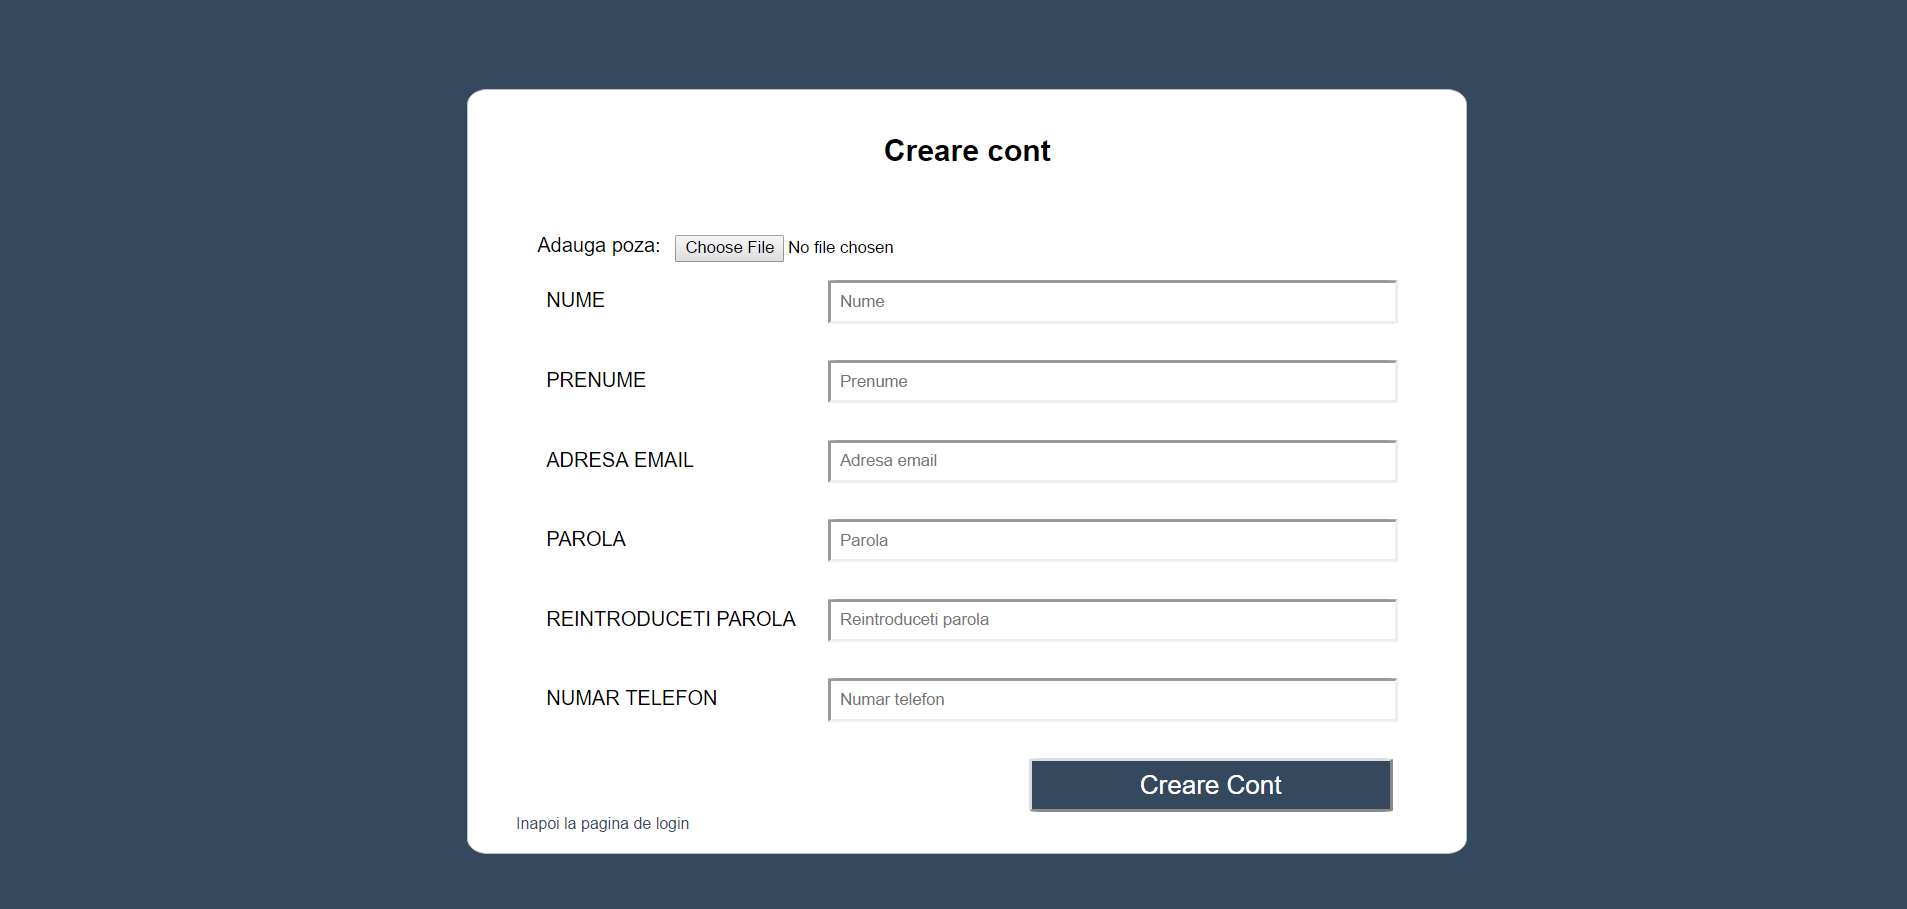 Creare cont
Adauga poza: Choose File No file chosen
NUME Nume
PRENUME Prenume
ADRESA EMAIL Adresa email
PAROLA Parola
REINTRODUCETI PAROLA Reintroduceti parola
NUMAR TELEFON Numar telefon
Creare Cont
Inapoi la pagina de login